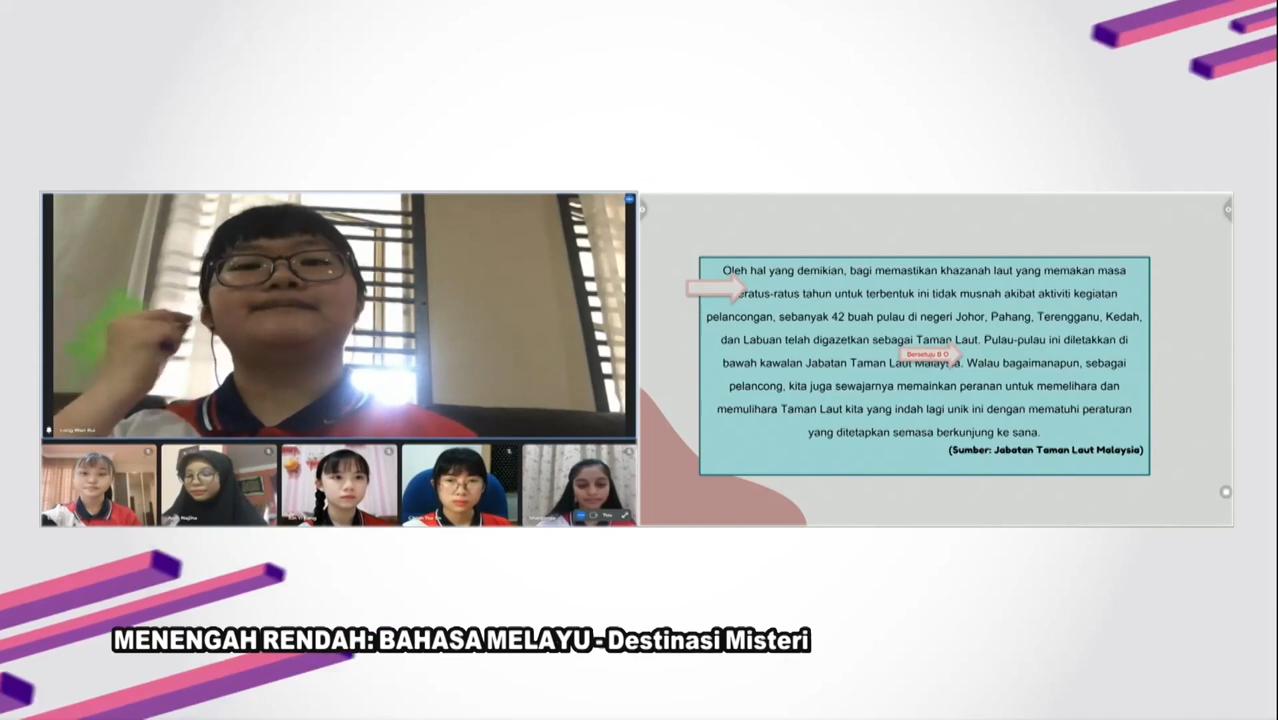 Oleh hal yang demikian, bagi memastikan khazanah laut yang memakan masa
ratus-ratus tahun untuk terbentuk ini tidak musnah akibat aktiviti kegiatan
pelancongan, sebanyak 42 buah pulau di negeri Johor, Pahang, Terengganu, Kedah,
dan Labuan telah digazetkan sebagai Taman Laut. Pulau-pulau ini diletakkan di
Bersetuju B O
bawah kawalan Jabatan Taman Laut Malaysia. Walau bagaimanapun, sebagai
pelancong, kita juga sewajarnya memainkan peranan untuk memelihara dan
memulihara Taman Laut kita yang indah lagi unik ini dengan mematuhi peraturan
yang ditetapkan semasa berkunjung ke sana.
(Sumber: Jabatan Taman Laut Malaysia)
You
MENENGAH RENDAH: BAHASA MELAYU - Destinasi Misteri